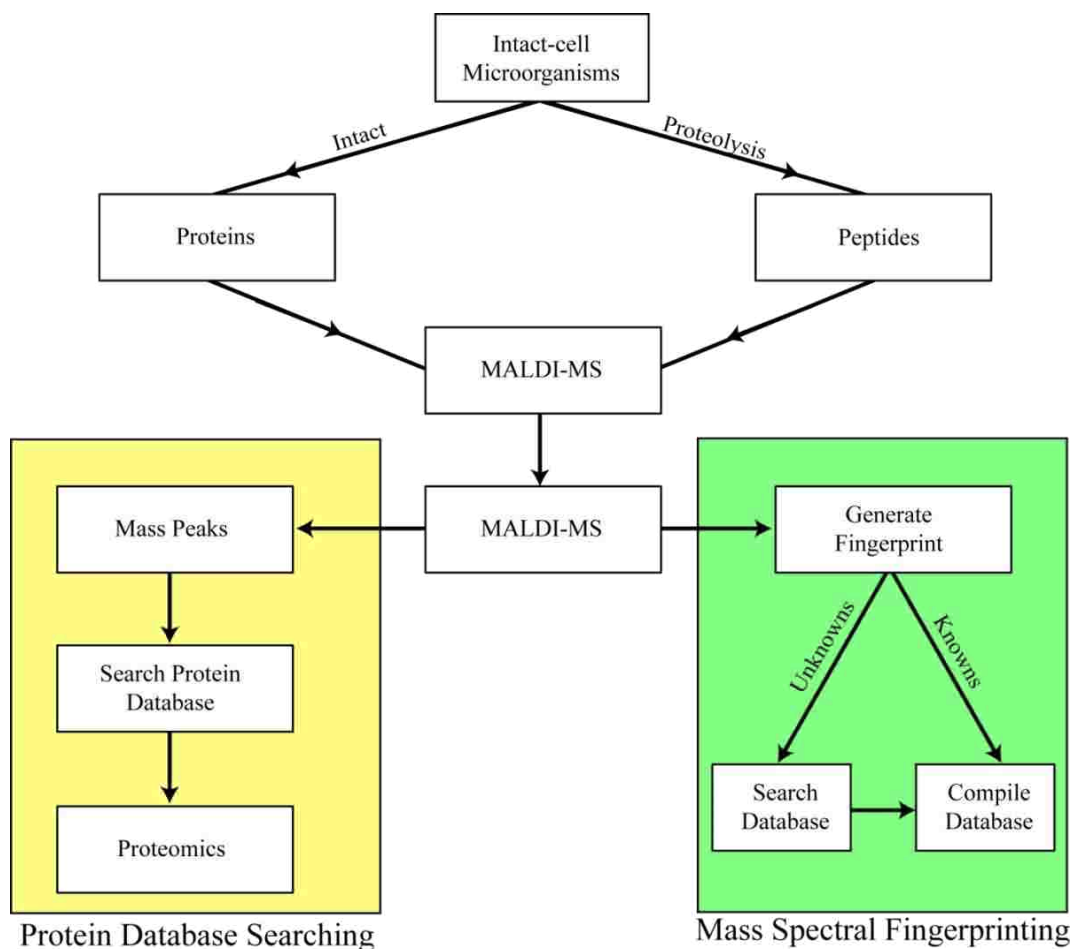 Intact-cell
Microorganisms
Intact
Proteolysis
Proteins
Peptides
MALDI-MS
MALDI-MS
Mass Peaks
Generate
Fingerprint
Search Protein
Database
Unknowns
Knowns
Proteomics
Search
Database
Compile
Database
Protein Database Searching
Mass Spectral Fingerprinting